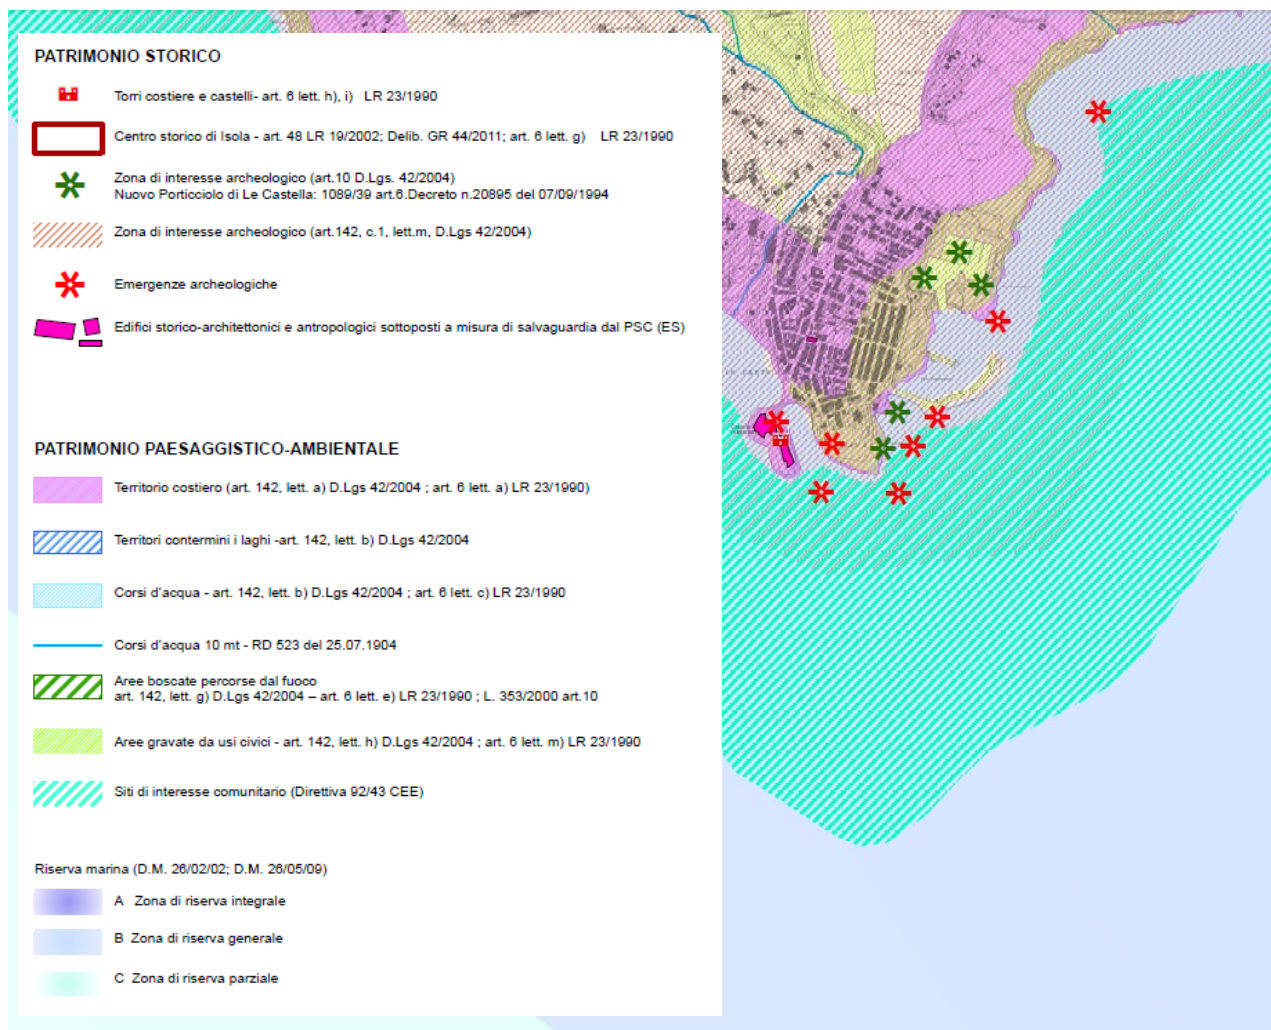 PATRIMONIO STORICO
Torri costiere e castelli- art. 6 lett. h), i) LR 23/1990
Centro storico di Isola - art. 48 LR 19/2002; Delib. GR 44/2011; art. 6 lett. g) LR 23/1990
Zona di interesse archeologico (art.10 D.Lgs. 42/2004)
Nuovo Porticciolo di Le Castella: 1089/39 art.6.Decreto n.20895 del 07/09/1994
Zona di interesse archeologico (art.142, c.1, lett.m, D.Lgs 42/2004)
Emergenze archeologiche
Edifici storico-architettonici e antropologici sottoposti a misura di salvaguardia dal PSC (ES)
PATRIMONIO PAESAGGISTICO-AMBIENTALE
Territorio costiero (art. 142, lett. a) D.Lgs 42/2004 ; art. 6 lett. a) LR 23/1990)
Territori contermini i laghi -art. 142, lett. b) D.Lgs 42/2004
Corsi d'acqua - art. 142, lett. b) D.Lgs 42/2004 ; art. 6 lett. c) LR 23/1990
Corsi d'acqua 10 mt - RD 523 del 25.07.1904
Aree boscate percorse dal fuoco
art. 142, lett. g) D.Lgs 42/2004 – art. 6 lett. e) LR 23/1990 ; L. 353/2000 art.10
Aree gravate da usi civici - art. 142, lett. h) D.Lgs 42/2004 ; art. 6 lett. m) LR 23/1990
Siti di interesse comunitario (Direttiva 92/43 CEE)
Riserva marina (D.M. 26/02/02; D.M. 26/05/09)
A Zona di riserva integrale
B Zona di riserva generale
C Zona di riserva parziale